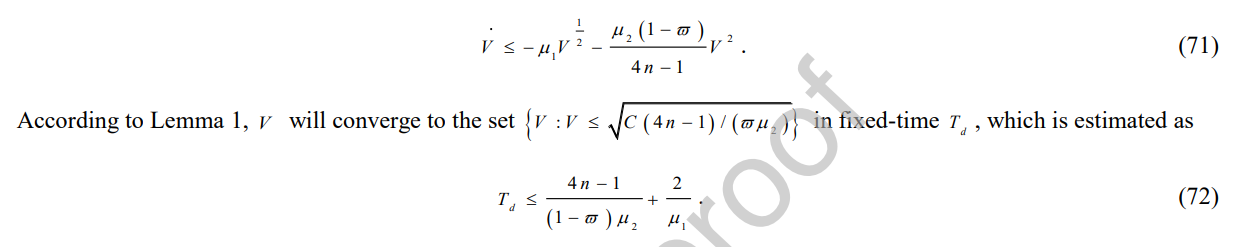 V̇ ≤ −μ₁V^{1/2} − (μ₂(1−ϖ))/(4n−1) V². (71)
According to Lemma 1, V will converge to the set {V : V ≤ √(C(4n−1)/(ϖμ₂))} in fixed-time T_d, which is estimated as
T_d ≤ (4n−1)/((1−ϖ)μ₂) + 2/μ₁. (72)
proof